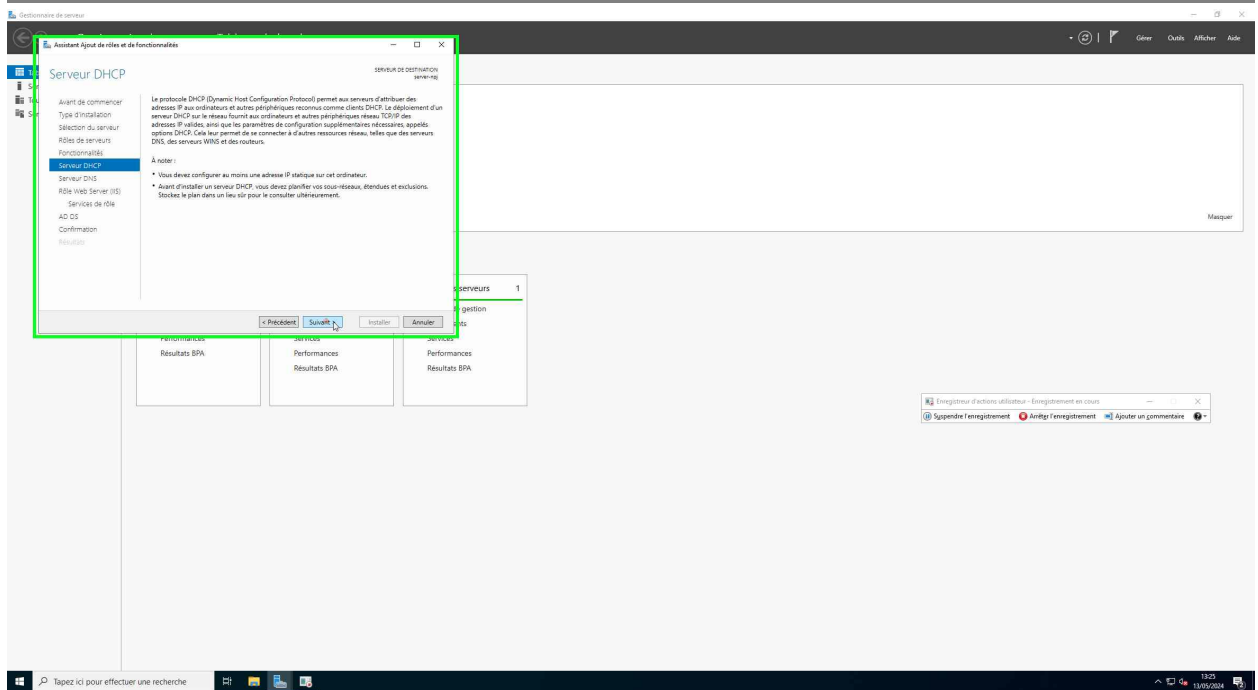 Gestionnaire de serveur
Gérer Outils Afficher Aide
Assistant Ajout de rôles et de fonctionnalités
Serveur DHCP
SERVEUR DE DESTINATION
Avant de commencer
Type d'installation
Sélection du serveur
Rôles de serveurs
Fonctionnalités
Serveur DHCP
Serveur DNS
Rôle Web Server (IIS)
Services de rôle
AD DS
Confirmation
Résultats
Le protocole DHCP (Dynamic Host Configuration Protocol) permet aux serveurs d'attribuer des
adresses IP aux ordinateurs et autres périphériques reconnus comme clients DHCP. Le déploiement d'un
serveur DHCP sur le réseau fournit aux ordinateurs et autres périphériques réseau TCP/IP des
adresses IP valides, ainsi que les paramètres de configuration supplémentaires nécessaires, appelés
options DHCP. Cela leur permet de se connecter à d'autres ressources réseau, telles que des serveurs
DNS, des serveurs WINS et des routeurs.
À noter :
• Vous devez configurer au moins une adresse IP statique sur cet ordinateur.
• Avant d'installer un serveur DHCP, vous devez planifier vos sous-réseaux, étendues et exclusions.
Stockez le plan dans un lieu sûr pour le consulter ultérieurement.
< Précédent Suivant > Installer Annuler
Masquer
serveurs 1
gestion
Performances Services Services
Résultats BPA Performances Performances
Résultats BPA Résultats BPA
Enregistreur d'actions utilisateur - Enregistrement en cours
Suspendre l'enregistrement Arrêter l'enregistrement Ajouter un commentaire
Tapez ici pour effectuer une recherche
13:25
13/05/2024